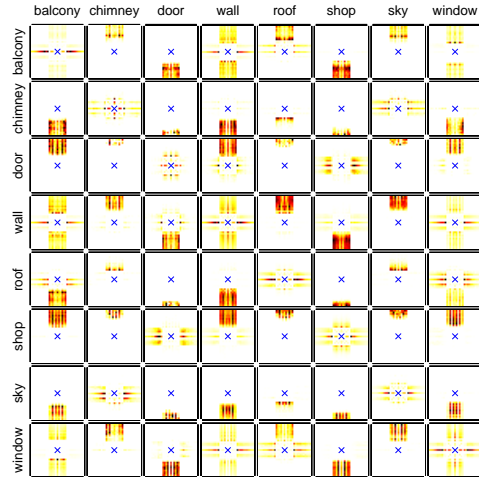 balcony chimney door wall roof shop sky window
balcony
chimney
door
wall
roof
shop
sky
window